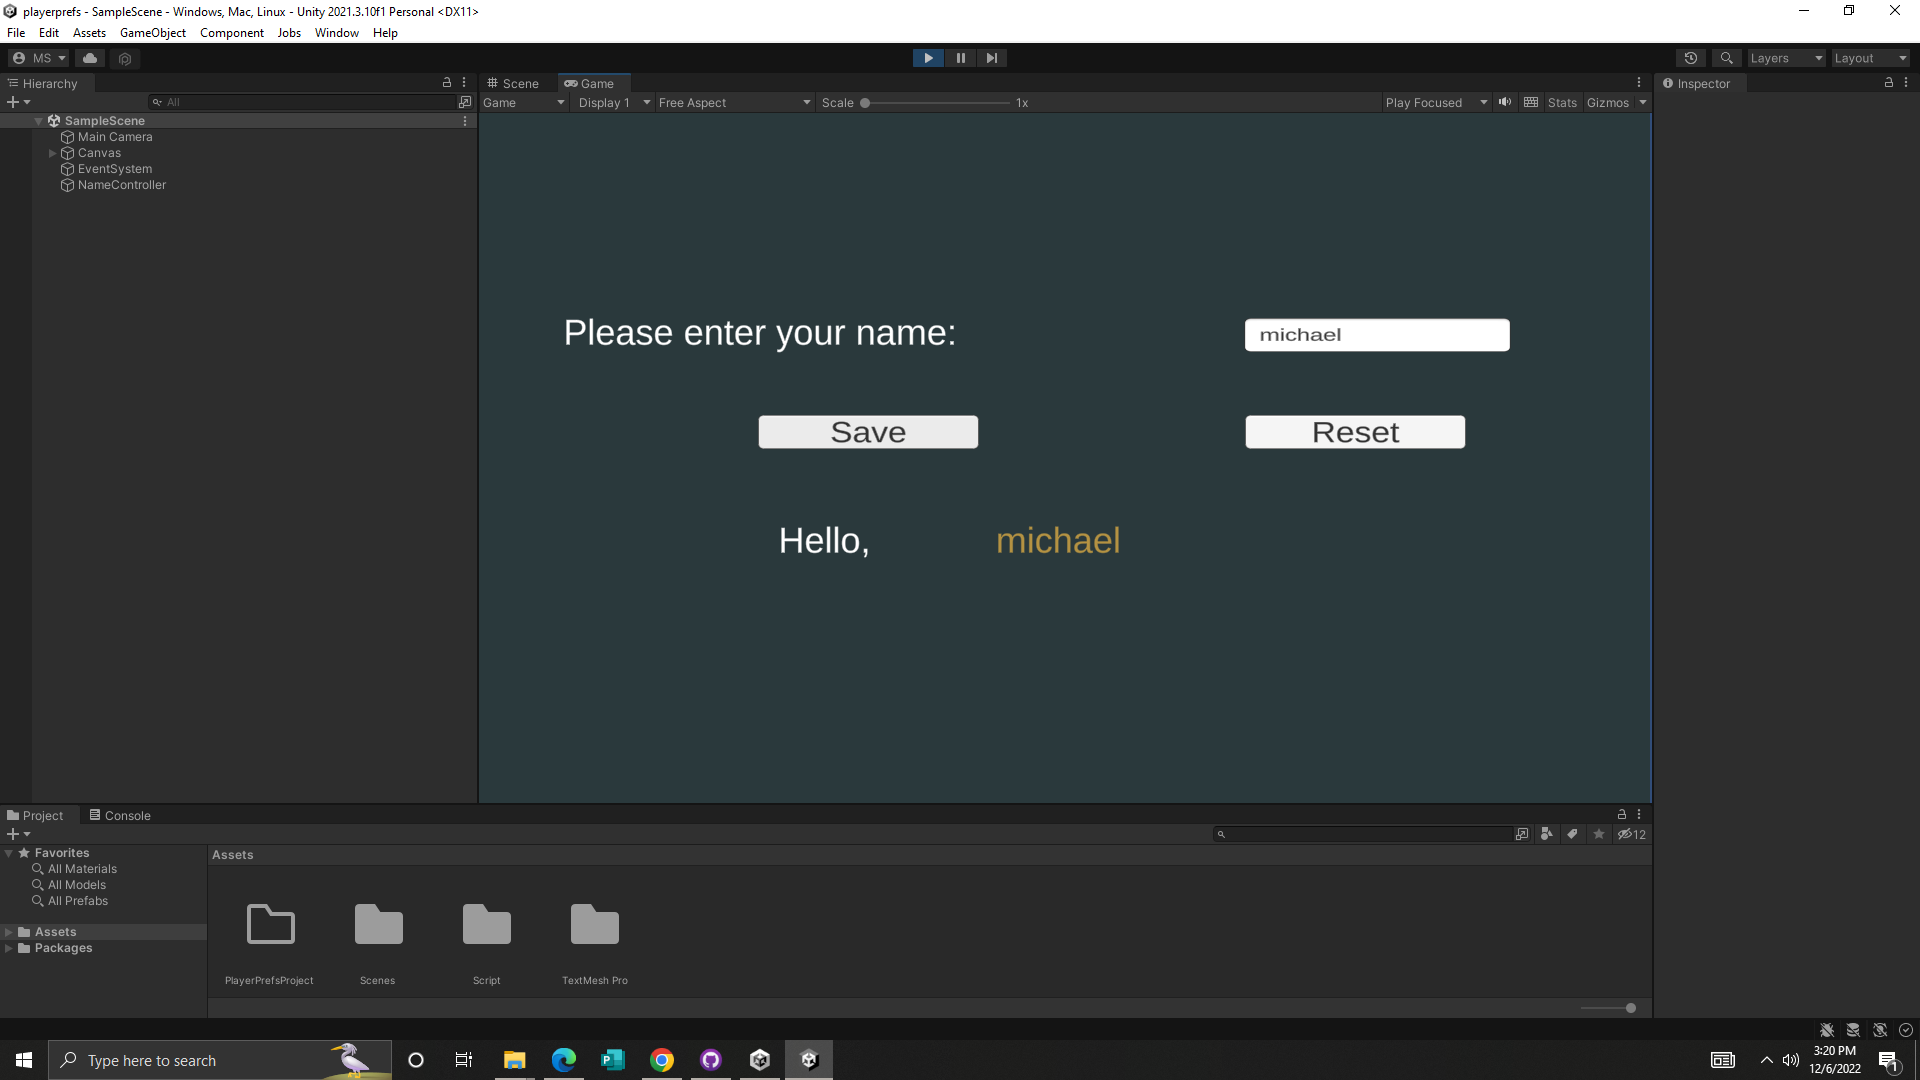 playerprefs - SampleScene - Windows, Mac, Linux - Unity 2021.3.10f1 Personal <DX11>
File Edit Assets GameObject Component Jobs Window Help
MS Layers Layout
Hierarchy Scene Game Inspector
All Game Display 1 Free Aspect Scale 1x Play Focused Stats Gizmos
SampleScene
Main Camera
Canvas
EventSystem
NameController
Please enter your name: michael
Save Reset
Hello, michael
Project Console
12
Favorites Assets
All Materials
All Models
All Prefabs
Assets
Packages
PlayerPrefsProject Scenes Script TextMesh Pro
Type here to search
3:20 PM
12/6/2022
1